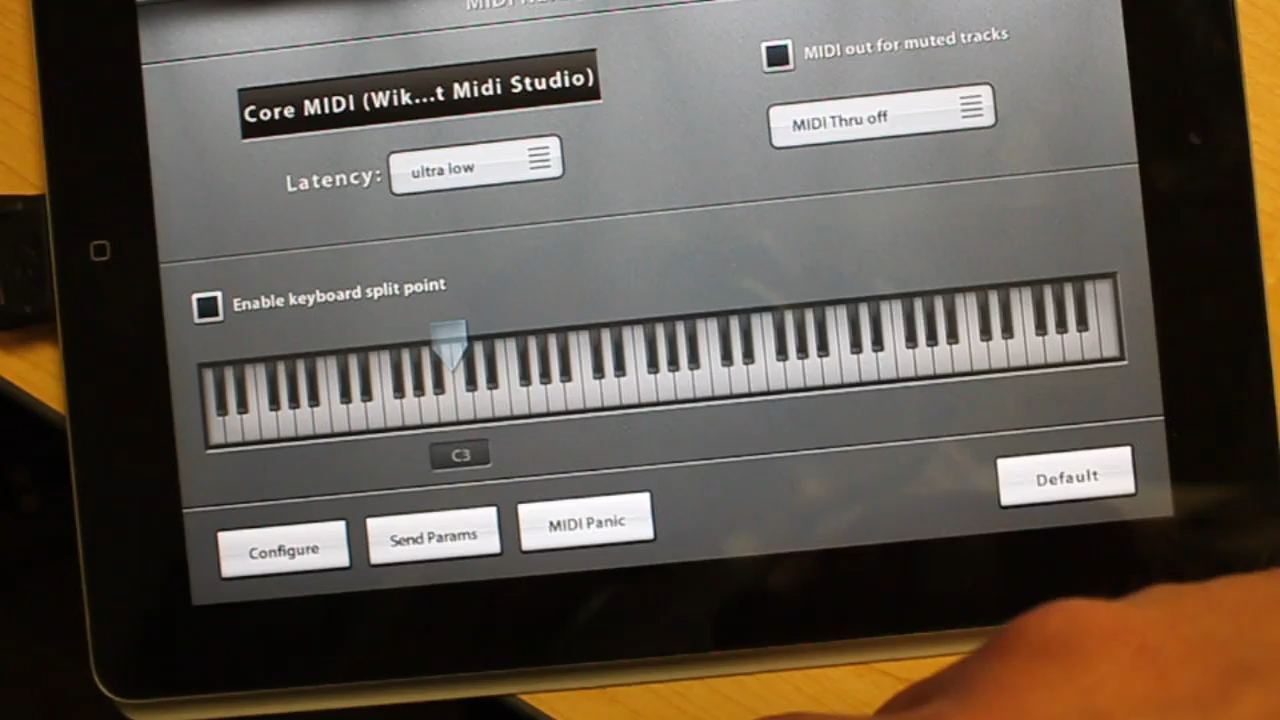 MIDI
MIDI out for muted tracks
Core MIDI (Wik...t Midi Studio)
MIDI Thru off
Latency: ultra low
Enable keyboard split point
C3
Default
Configure Send Params MIDI Panic